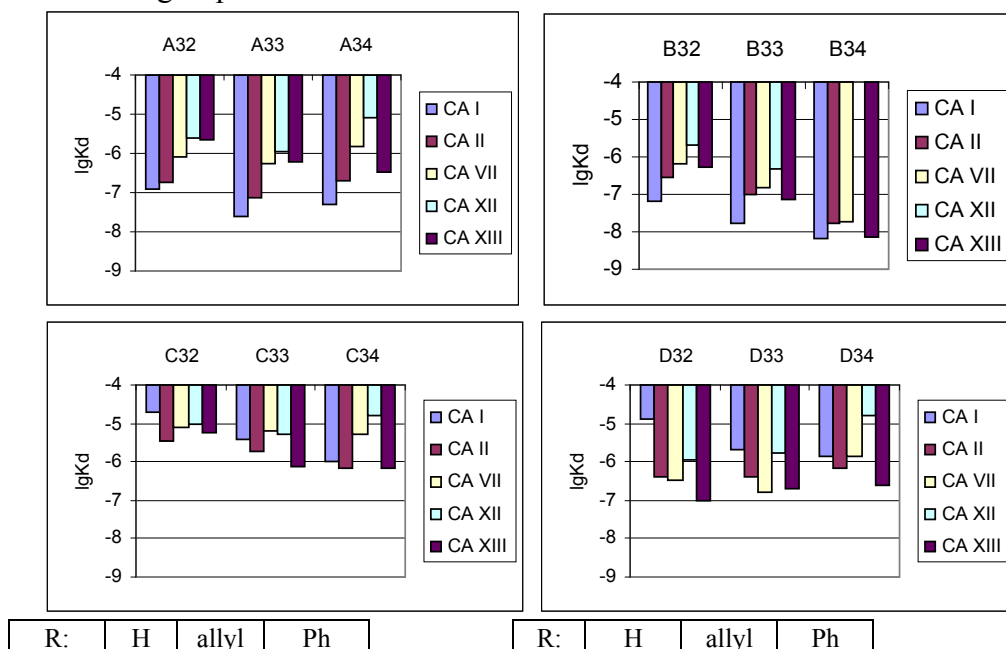 A32 A33 A34
-4
-5
-6
-7
-8
-9
lgKd
CA I
CA II
CA VII
CA XII
CA XIII
B32 B33 B34
-4
-5
-6
-7
-8
-9
lgKd
CA I
CA II
CA VII
CA XII
CA XIII
C32 C33 C34
-4
-5
-6
-7
-8
-9
lgKd
CA I
CA II
CA VII
CA XII
CA XIII
D32 D33 D34
-4
-5
-6
-7
-8
-9
lgKd
CA I
CA II
CA VII
CA XII
CA XIII
R: H allyl Ph
R: H allyl Ph